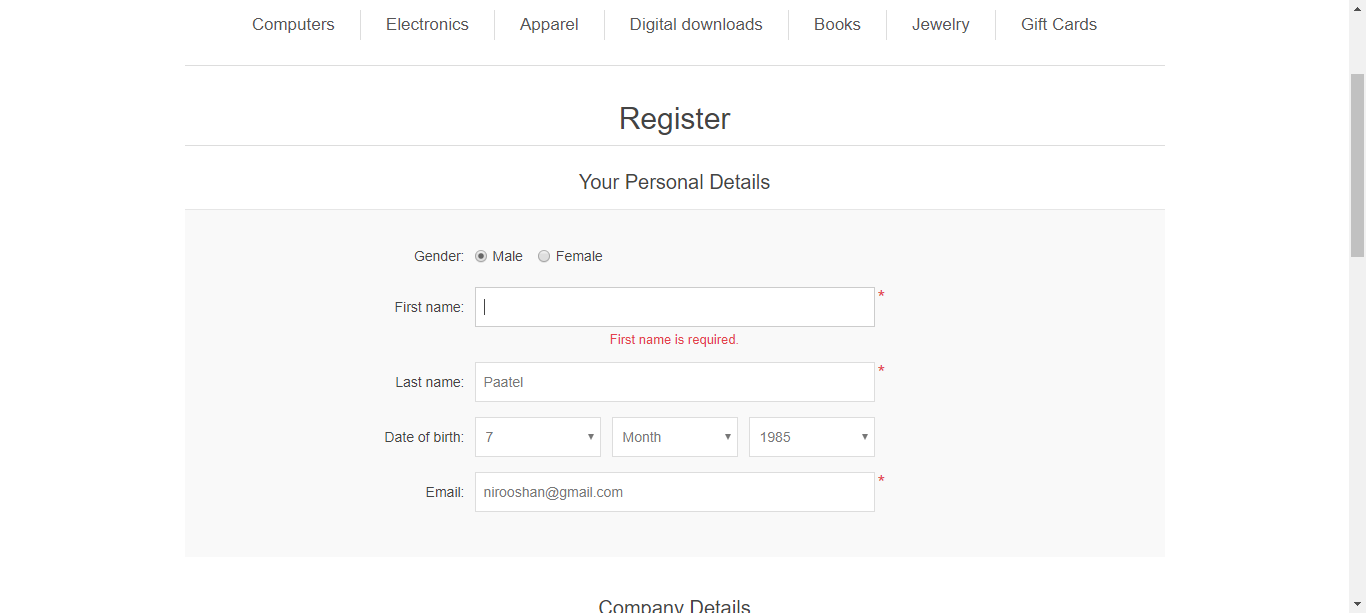 Computers Electronics Apparel Digital downloads Books Jewelry Gift Cards
Register
Your Personal Details
Gender: Male Female
First name: *
First name is required.
Last name: Paatel *
Date of birth: 7 Month 1985
Email: nirooshan@gmail.com *
Company Details